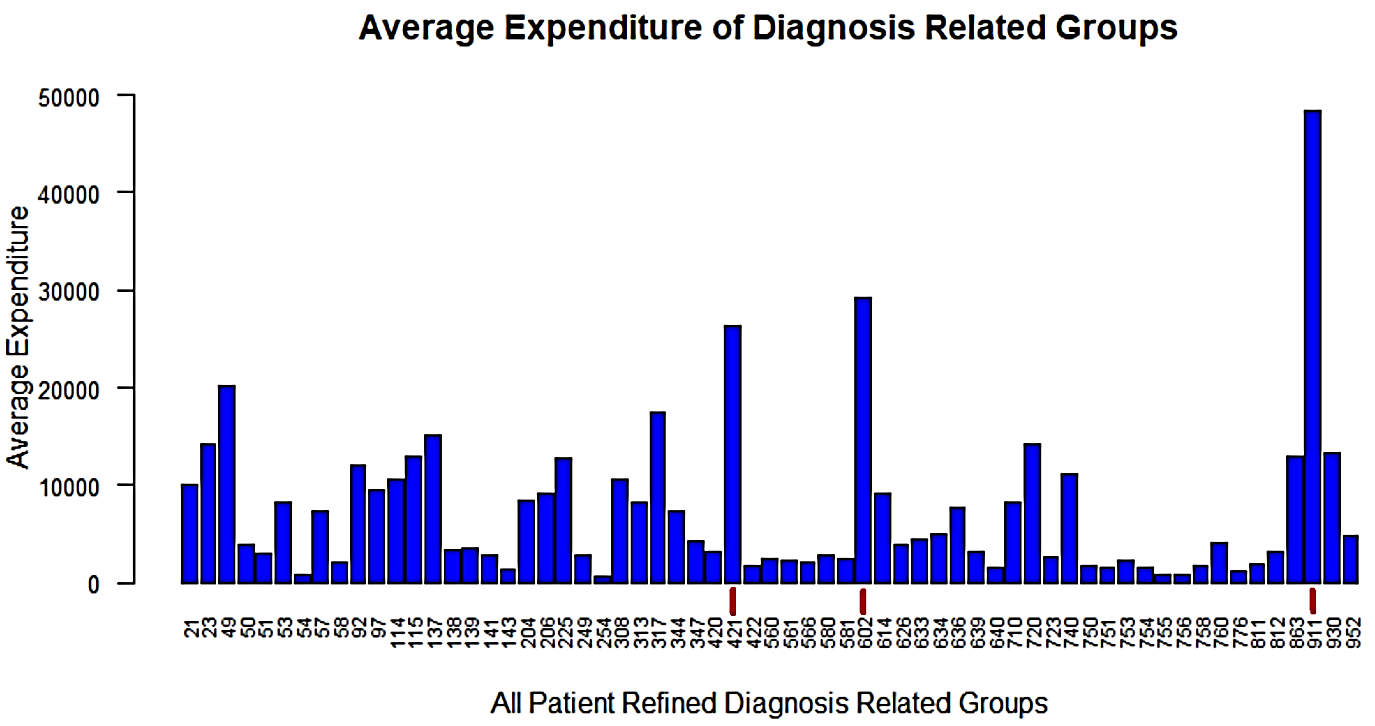 Average Expenditure of Diagnosis Related Groups
50000
40000
30000
20000
10000
0
Average Expenditure
21 23 49 50 51 53 54 57 58 92 97 114 115 137 138 139 141 143 204 206 225 249 254 308 313 317 344 347 420 421 422 560 561 566 580 581 602 614 626 633 634 636 639 640 710 720 723 740 750 751 753 754 755 756 758 760 776 811 812 863 911 930 952
All Patient Refined Diagnosis Related Groups